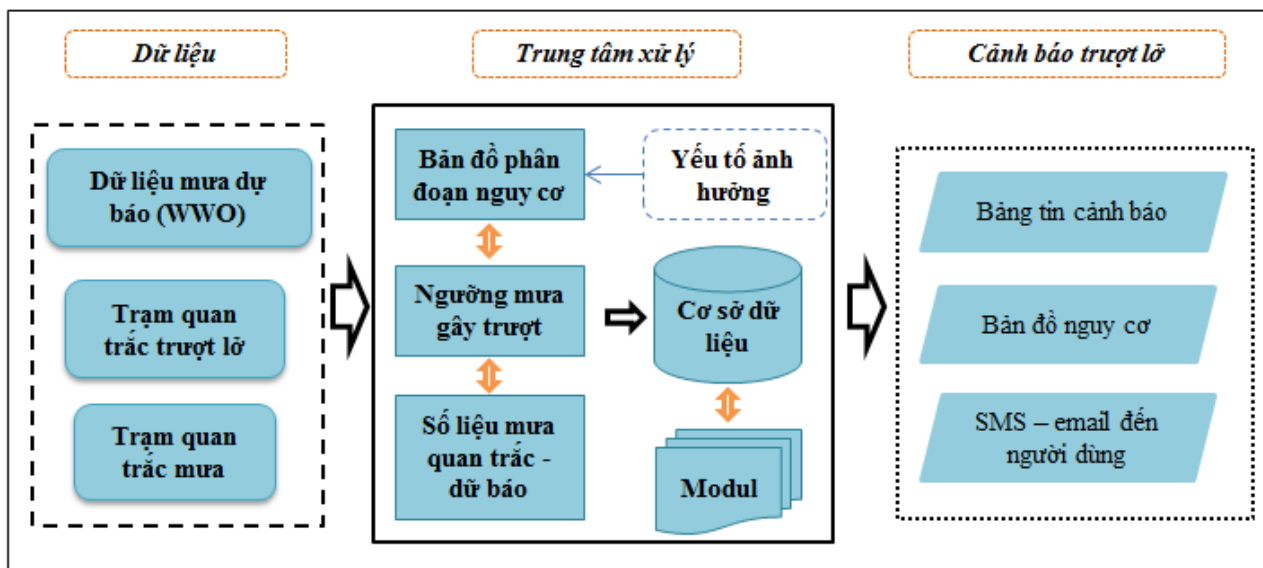 Dữ liệu
Trung tâm xử lý
Cảnh báo trượt lở
Dữ liệu mưa dự
báo (WWO)
Trạm quan
trắc trượt lở
Trạm quan
trắc mưa
Bản đồ phân
đoạn nguy cơ
Yếu tố ảnh
hưởng
Ngưỡng mưa
gây trượt
Cơ sở dữ
liệu
Số liệu mưa
quan trắc -
dữ báo
Modul
Bảng tin cảnh báo
Bản đồ nguy cơ
SMS – email đến
người dùng